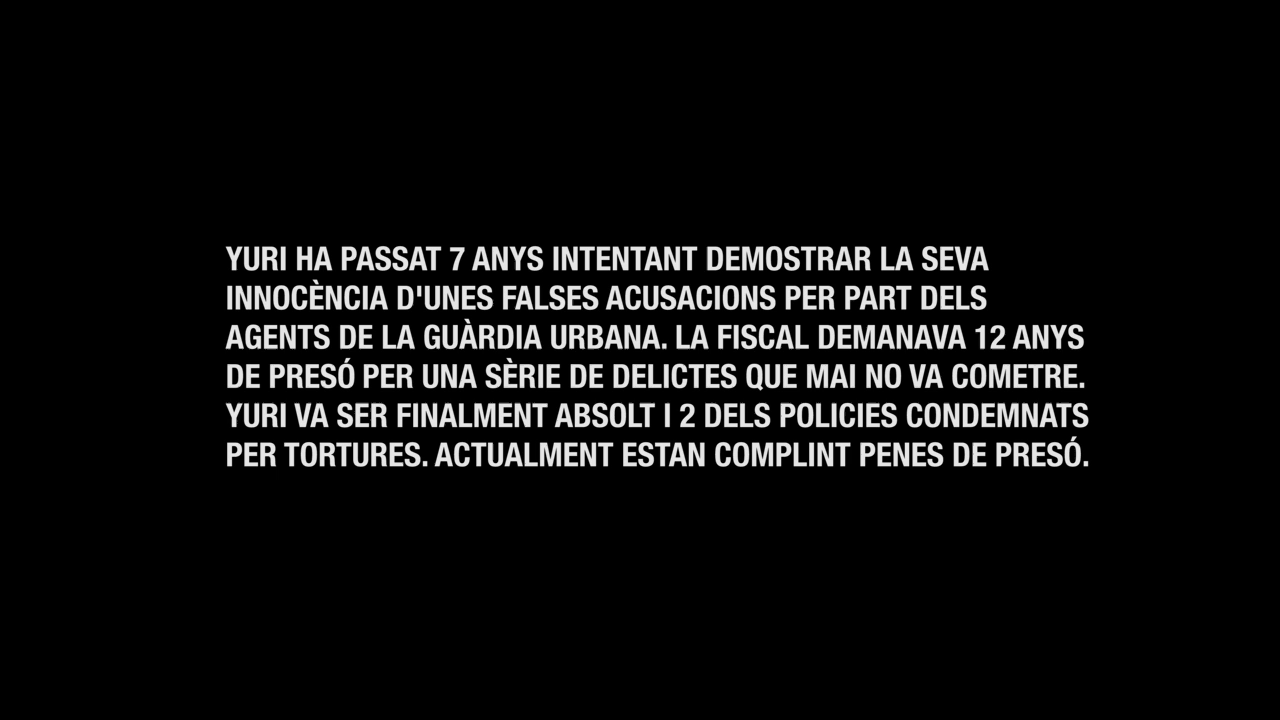 YURI HA PASSAT 7 ANYS INTENTANT DEMOSTRAR LA SEVA
INNOCÈNCIA D'UNES FALSES ACUSACIONS PER PART DELS
AGENTS DE LA GUÀRDIA URBANA. LA FISCAL DEMANAVA 12 ANYS
DE PRESÓ PER UNA SÈRIE DE DELICTES QUE MAI NO VA COMETRE.
YURI VA SER FINALMENT ABSOLT I 2 DELS POLICIES CONDEMNATS
PER TORTURES. ACTUALMENT ESTAN COMPLINT PENES DE PRESÓ.